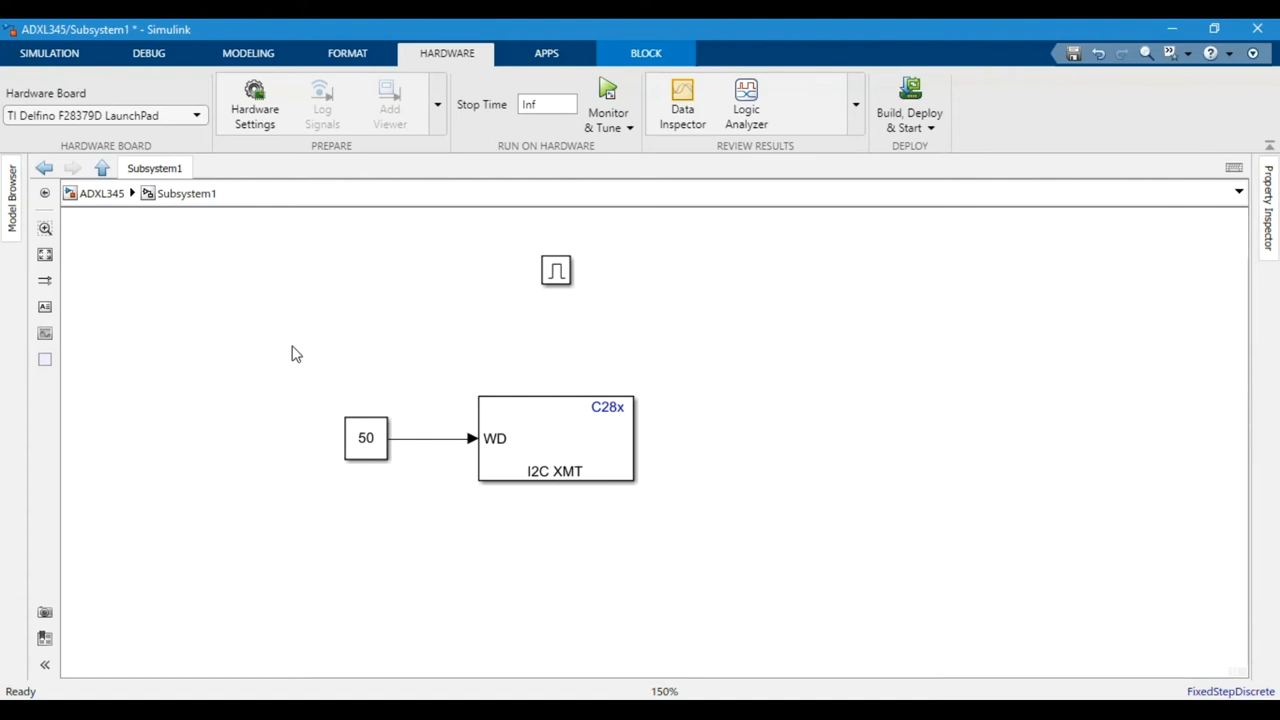 ADXL345/Subsystem1 * - Simulink
SIMULATION DEBUG MODELING FORMAT HARDWARE APPS BLOCK
Hardware Board
TI Delfino F28379D LaunchPad
HARDWARE BOARD
Hardware
Settings
Log
Signals
Add
Viewer
PREPARE
Stop Time Inf
Monitor
& Tune
RUN ON HARDWARE
Data
Inspector
Logic
Analyzer
REVIEW RESULTS
Build, Deploy
& Start
DEPLOY
Model Browser
Subsystem1
ADXL345 Subsystem1
Property Inspector
C28x
50
WD
I2C XMT
Ready 150% FixedStepDiscrete